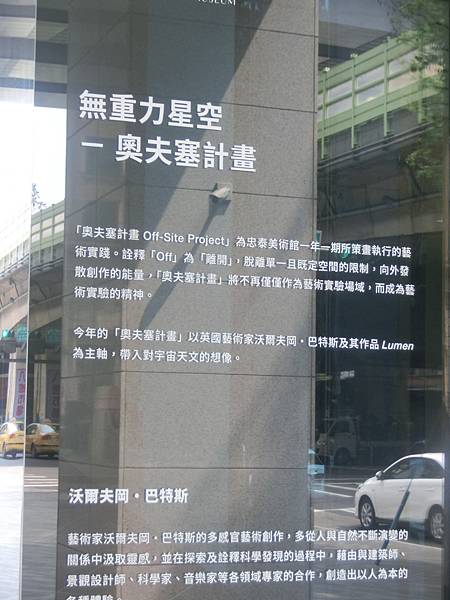 MUSEUM
無重力星空
— 奧夫塞計畫
「奧夫塞計畫 Off-Site Project」為忠泰美術館一年一期所策畫執行的藝
術實踐。詮釋「Off」為「離開」，脫離單一且既定空間的限制，向外發
散創作的能量，「奧夫塞計畫」將不再僅僅作為藝術實驗場域，而成為藝
術實驗的精神。
今年的「奧夫塞計畫」以英國藝術家沃爾夫岡・巴特斯及其作品 Lumen
為主軸，帶入對宇宙天文的想像。
沃爾夫岡・巴特斯
藝術家沃爾夫岡・巴特斯的多感官藝術創作，多從人與自然不斷演變的
關係中汲取靈感，並在探索及詮釋科學發現的過程中，藉由與建築師、
景觀設計師、科學家、音樂家等各領域專家的合作，創造出以人為本的
各種體驗。